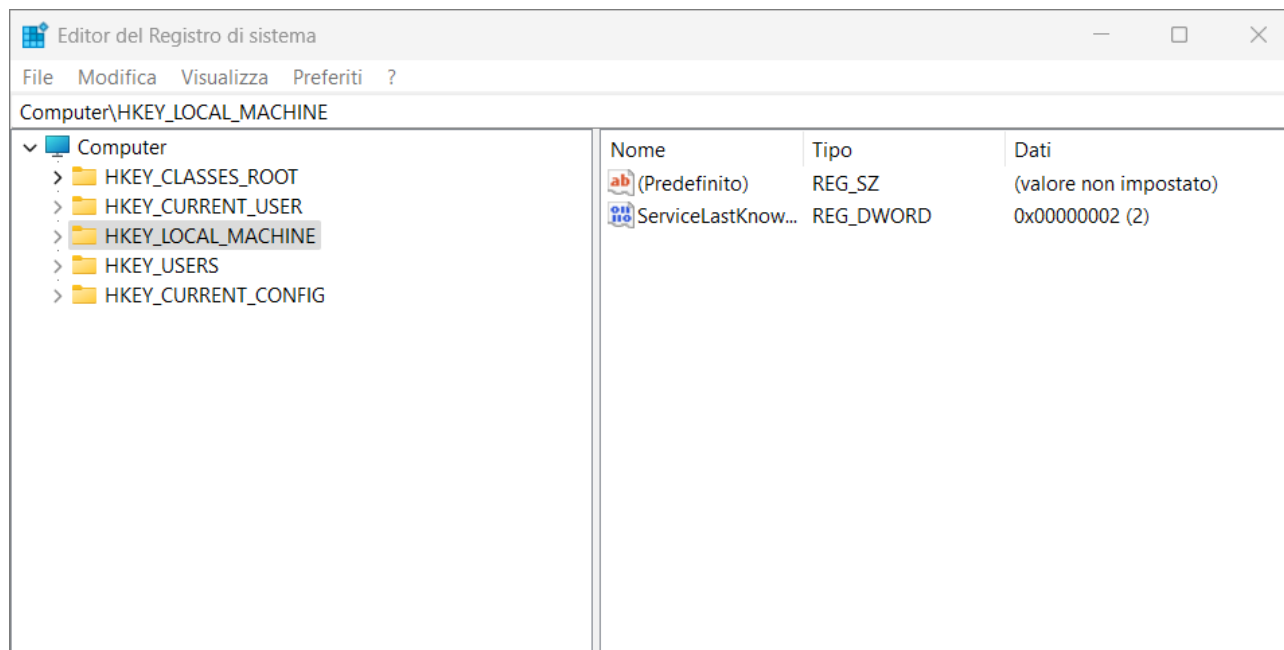 Editor del Registro di sistema
File Modifica Visualizza Preferiti ?
Computer\HKEY_LOCAL_MACHINE
Computer
HKEY_CLASSES_ROOT
HKEY_CURRENT_USER
HKEY_LOCAL_MACHINE
HKEY_USERS
HKEY_CURRENT_CONFIG
Nome Tipo Dati
(Predefinito) REG_SZ (valore non impostato)
ServiceLastKnow... REG_DWORD 0x00000002 (2)